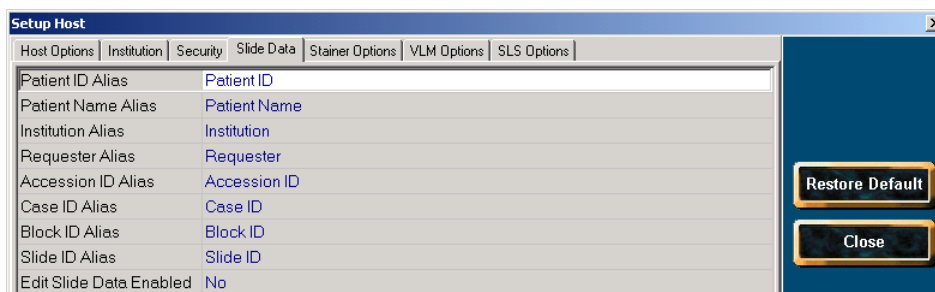 Setup Host
Host Options Institution Security Slide Data Stainer Options VLM Options SLS Options
Patient ID Alias Patient ID
Patient Name Alias Patient Name
Institution Alias Institution
Requester Alias Requester
Accession ID Alias Accession ID
Case ID Alias Case ID
Block ID Alias Block ID
Slide ID Alias Slide ID
Edit Slide Data Enabled No
Restore Default
Close